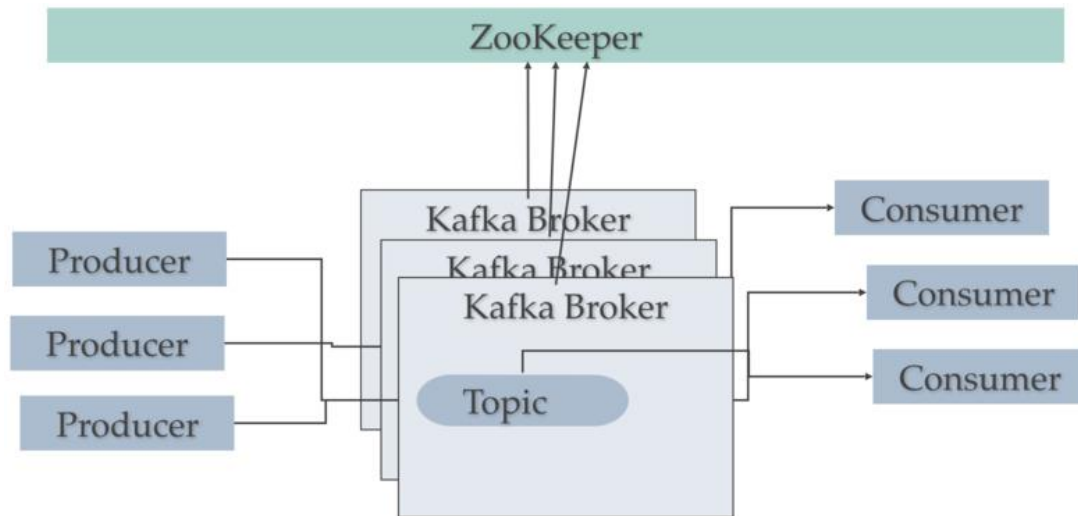 ZooKeeper
Kafka Broker
Kafka Broker
Kafka Broker
Producer
Producer
Producer
Topic
Consumer
Consumer
Consumer